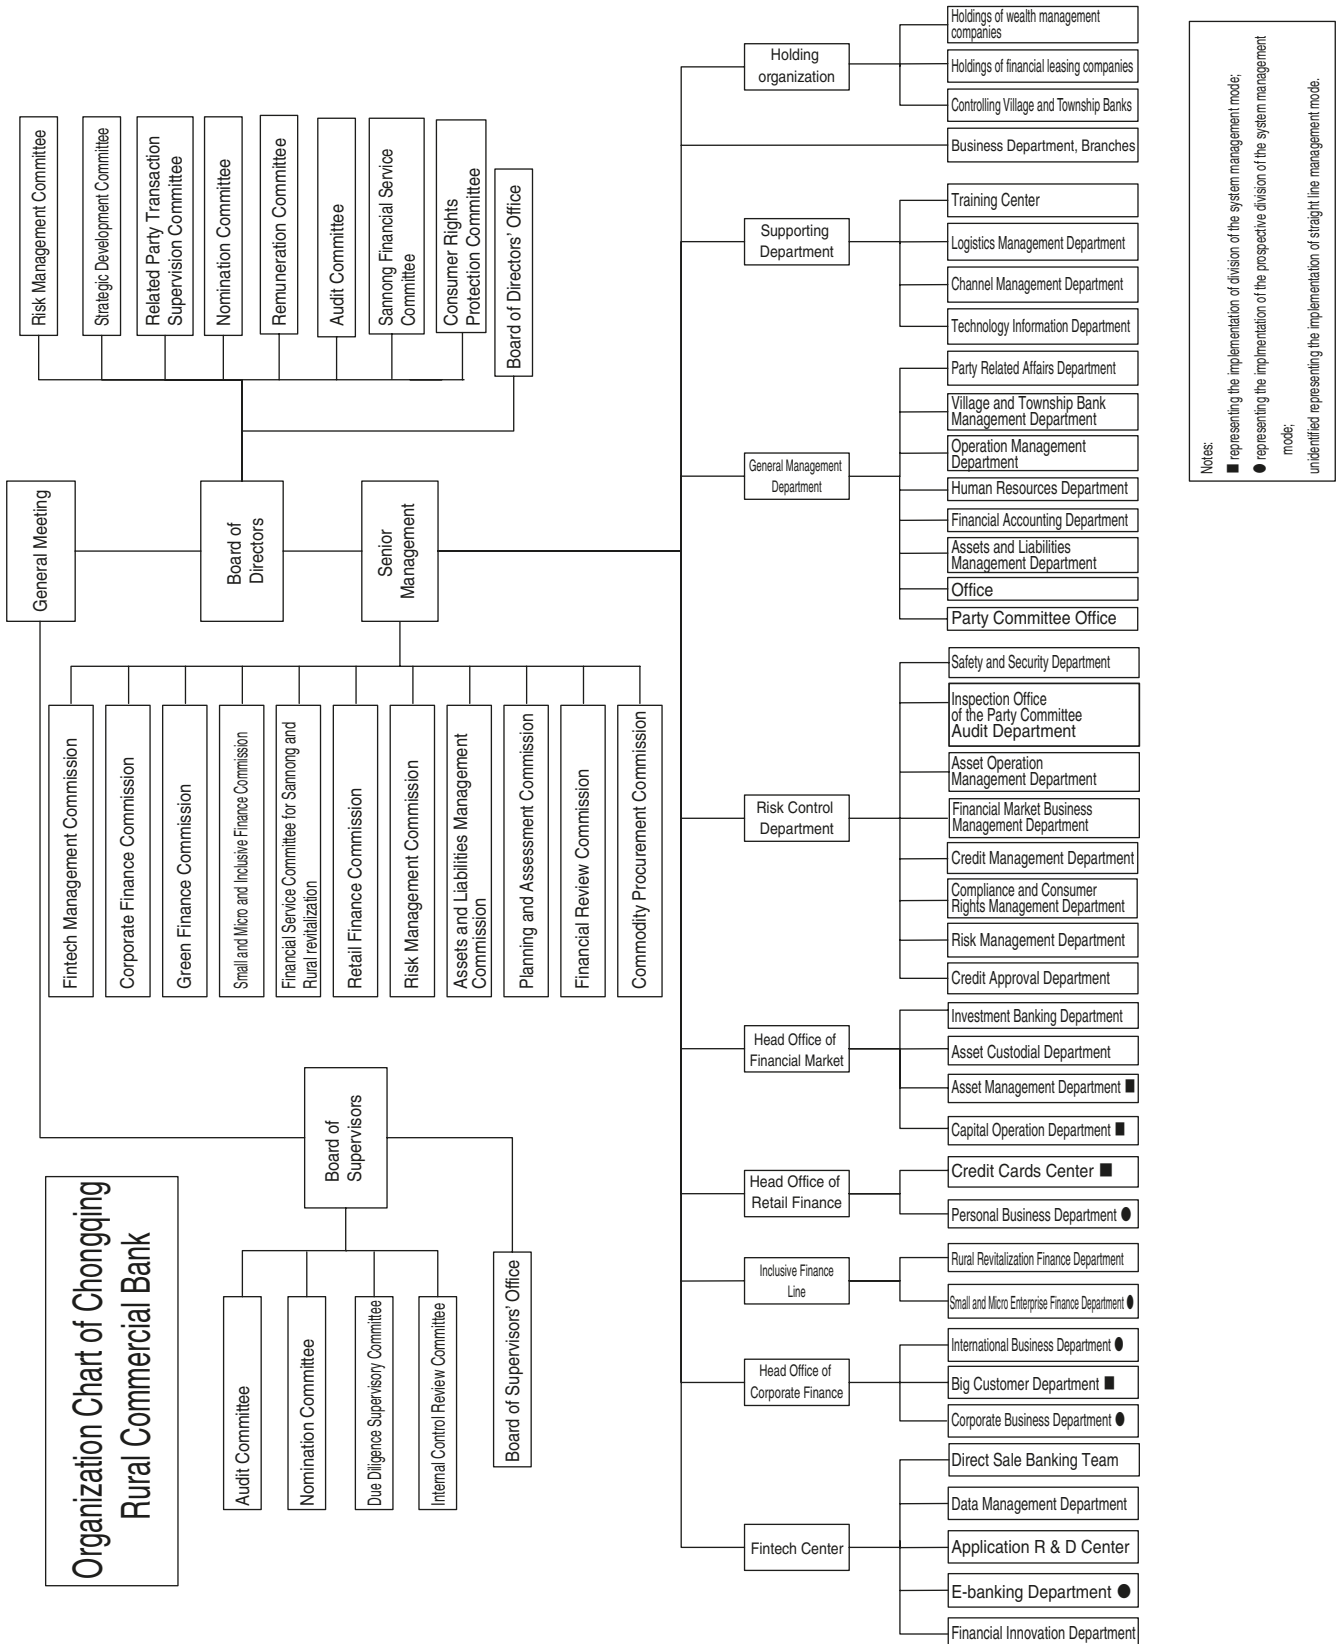 Organization Chart of Chongqing
Rural Commercial Bank
General Meeting
Board of
Directors
Senior
Management
Board of
Supervisors
Audit Committee
Nomination Committee
Due Diligence Supervisory Committee
Internal Control Review Committee
Board of Supervisors' Office
Risk Management Committee
Strategic Development Committee
Related Party Transaction
Supervision Committee
Nomination Committee
Remuneration Committee
Audit Committee
Sannong Financial Service
Committee
Consumer Rights
Protection Committee
Board of Directors' Office
Fintech Management Commission
Corporate Finance Commission
Green Finance Commission
Small and Micro and Inclusive Finance Commission
Financial Service Committee for Sannong and
Rural revitalization
Retail Finance Commission
Risk Management Commission
Assets and Liabilities Management
Commission
Planning and Assessment Commission
Financial Review Commission
Commodity Procurement Commission
Holding
organization
Holdings of wealth management
companies
Holdings of financial leasing companies
Controlling Village and Township Banks
Business Department, Branches
Supporting
Department
Training Center
Logistics Management Department
Channel Management Department
Technology Information Department
General Management
Department
Party Related Affairs Department
Village and Township Bank
Management Department
Operation Management
Department
Human Resources Department
Financial Accounting Department
Assets and Liabilities
Management Department
Office
Party Committee Office
Risk Control
Department
Safety and Security Department
Inspection Office
of the Party Committee
Audit Department
Asset Operation
Management Department
Financial Market Business
Management Department
Credit Management Department
Compliance and Consumer
Rights Management Department
Risk Management Department
Credit Approval Department
Head Office of
Financial Market
Investment Banking Department
Asset Custodial Department
Asset Management Department ■
Capital Operation Department ■
Head Office of
Retail Finance
Credit Cards Center ■
Personal Business Department ●
Inclusive Finance
Line
Rural Revitalization Finance Department
Small and Micro Enterprise Finance Department ●
Head Office of
Corporate Finance
International Business Department ●
Big Customer Department ■
Corporate Business Department ●
Fintech Center
Direct Sale Banking Team
Data Management Department
Application R & D Center
E-banking Department ●
Financial Innovation Department
Notes:
■ representing the implementation of division of the system management mode;
● representing the implmentation of the prospective division of the system management
mode;
unidentified representing the implementation of straight line management mode.